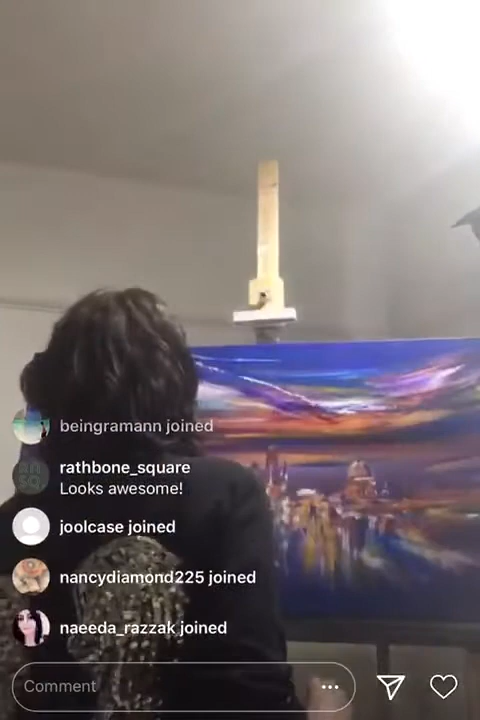 beingramann joined
rathbone_square
Looks awesome!
joolcase joined
nancydiamond225 joined
naeeda_razzak joined
Comment